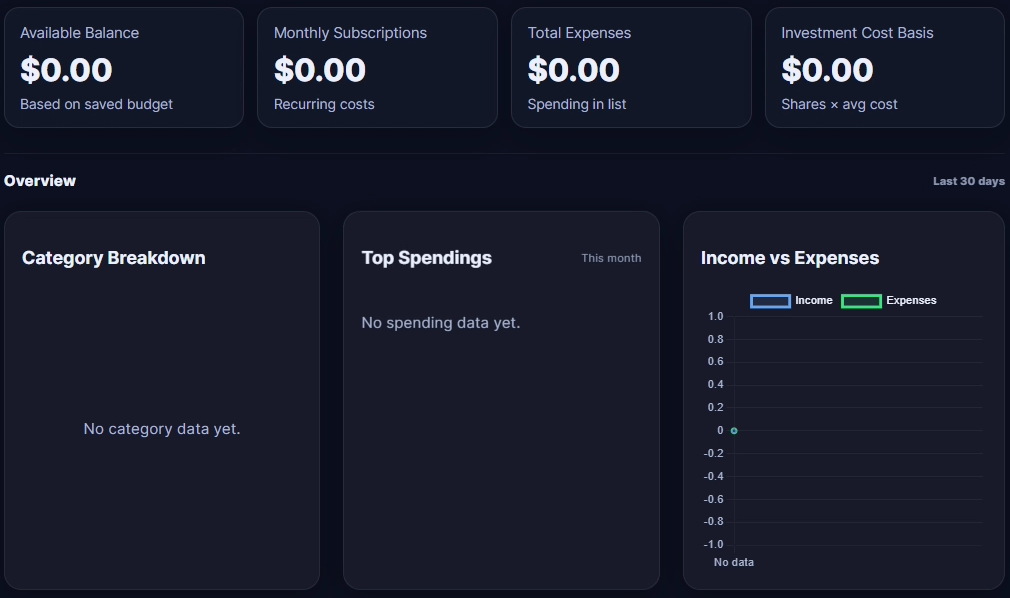 Available Balance
$0.00
Based on saved budget
Monthly Subscriptions
$0.00
Recurring costs
Total Expenses
$0.00
Spending in list
Investment Cost Basis
$0.00
Shares × avg cost
Overview
Last 30 days
Category Breakdown
No category data yet.
Top Spendings
This month
No spending data yet.
Income vs Expenses
Income
Expenses
1.0
0.8
0.6
0.4
0.2
0
-0.2
-0.4
-0.6
-0.8
-1.0
No data